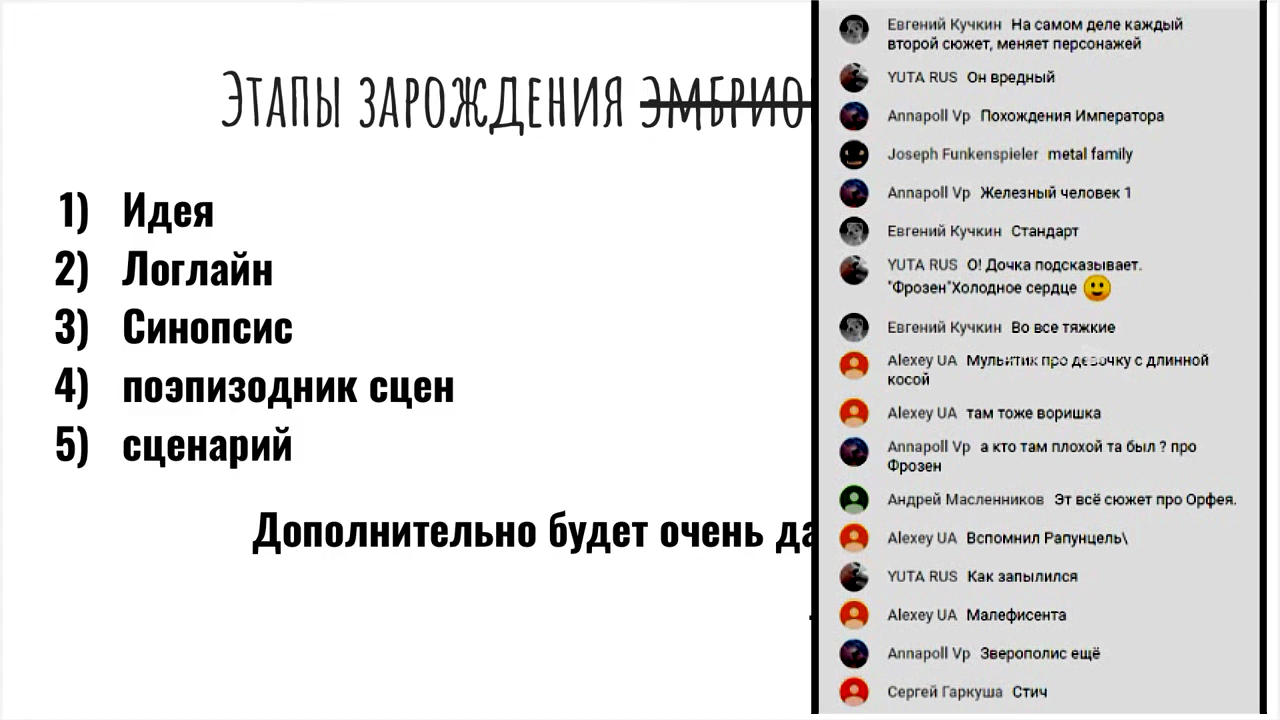 Этапы зарождения эмбрио
1) Идея
2) Логлайн
3) Синопсис
4) поэпизодник сцен
5) сценарий
Дополнительно будет очень да
Евгений Кучкин На самом деле каждый
второй сюжет, меняет персонажей
YUTA RUS Он вредный
Annapoll Vp Похождения Императора
Joseph Funkenspieler metal family
Annapoll Vp Железный человек 1
Евгений Кучкин Стандарт
YUTA RUS О! Дочка подсказывает.
"Фрозен"Холодное сердце
Евгений Кучкин Во все тяжкие
Alexey UA Мультик про девочку с длинной
косой
Alexey UA там тоже воришка
Annapoll Vp а кто там плохой та был ? про
Фрозен
Андрей Масленников Эт всё сюжет про Орфея.
Alexey UA Вспомнил Рапунцель\
YUTA RUS Как запылился
Alexey UA Малефисента
Annapoll Vp Зверополис ещё
Сергей Гаркуша Стич